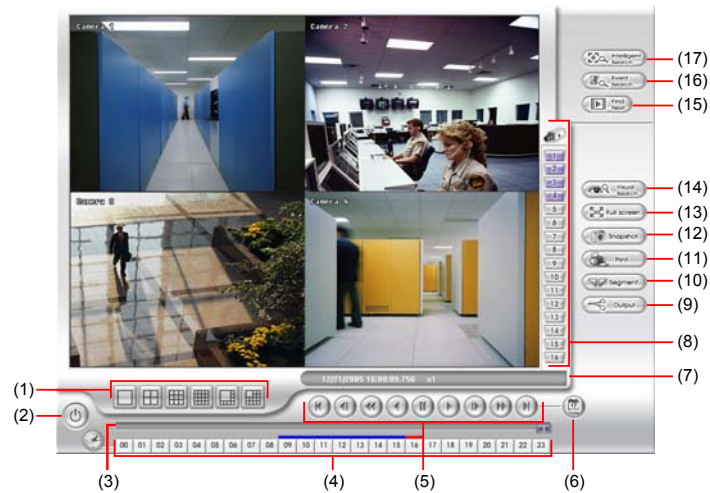 Camera 1
Camera 2
Intelligent Search
(17)
Event Search
(16)
Find Next
(15)
1
1
2
3
4
5
6
7
8
9
10
11
12
13
14
15
16
(8)
Visual Search
(14)
Full screen
(13)
Snapshot
(12)
Print
(11)
Segment
(10)
Output
(9)
Camera 4
12/21/2005 16:00:09.756 x1
(7)
(1)
(2)
00 01 02 03 04 05 06 07 08 09 10 11 12 13 14 15 16 17 18 19 20 21 22 23
(3)
(4)
(5)
(6)